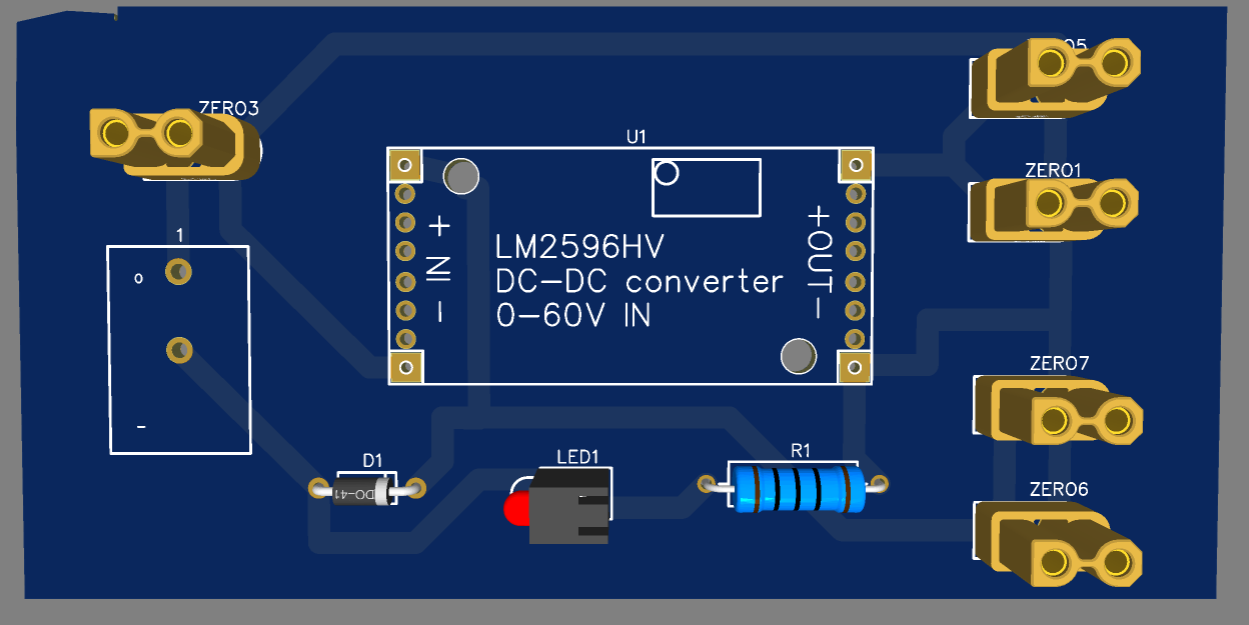 ZERO3
U1
ZERO1
1
o
-
+
IN
-
LM2596HV
DC-DC converter
0-60V IN
+OUT-
ZERO7
D1
DO-41
LED1
R1
ZERO6